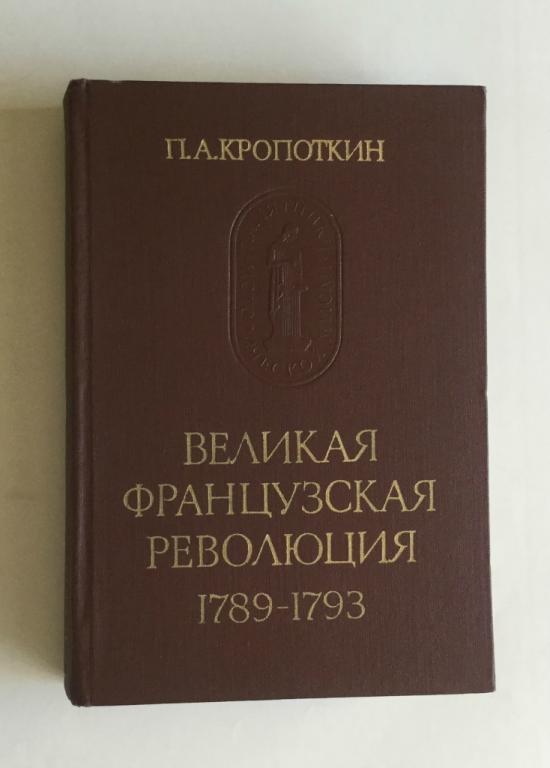 П.А.КРОПОТКИН
ВЕЛИКАЯ
ФРАНЦУЗСКАЯ
РЕВОЛЮЦИЯ
1789-1793